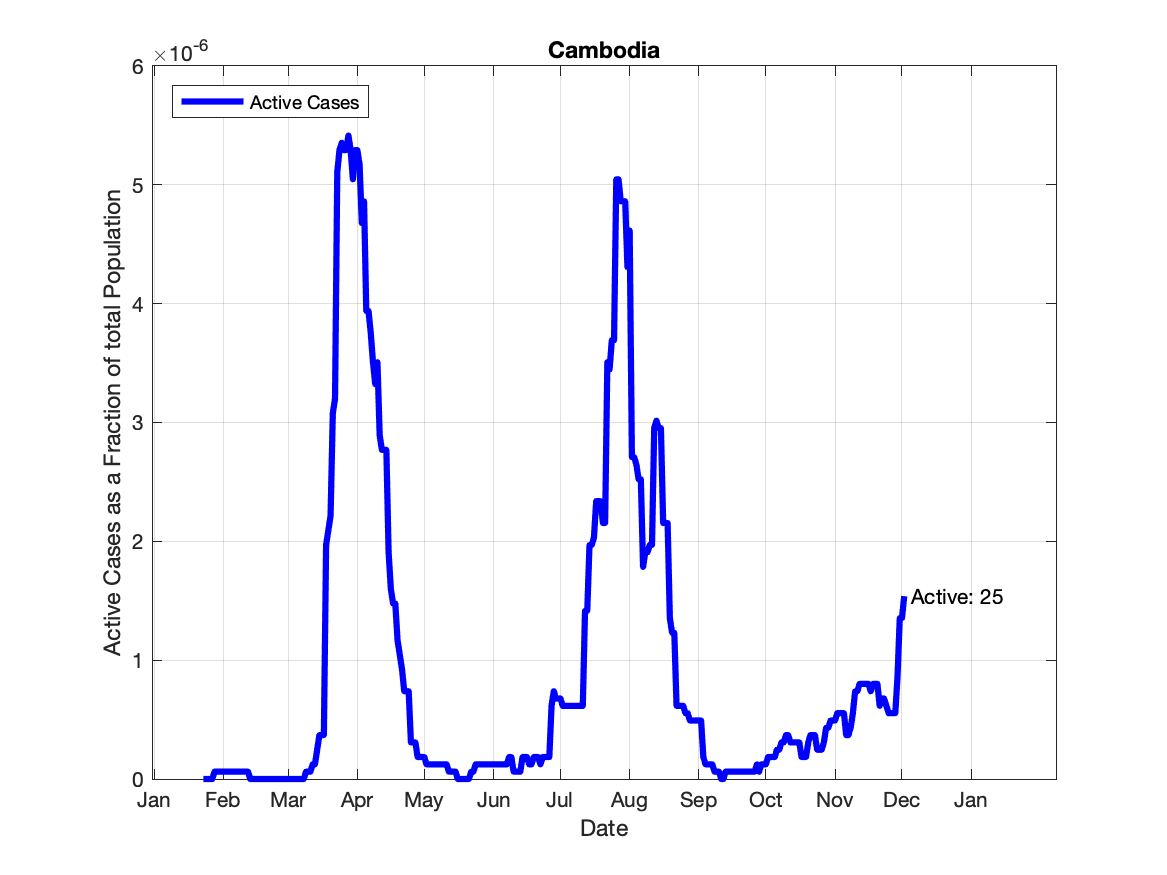 Cambodia
×10-6
Active Cases
6
5
4
3
2
1
0
Active Cases as a Fraction of total Population
Active: 25
Jan Feb Mar Apr May Jun Jul Aug Sep Oct Nov Dec Jan
Date